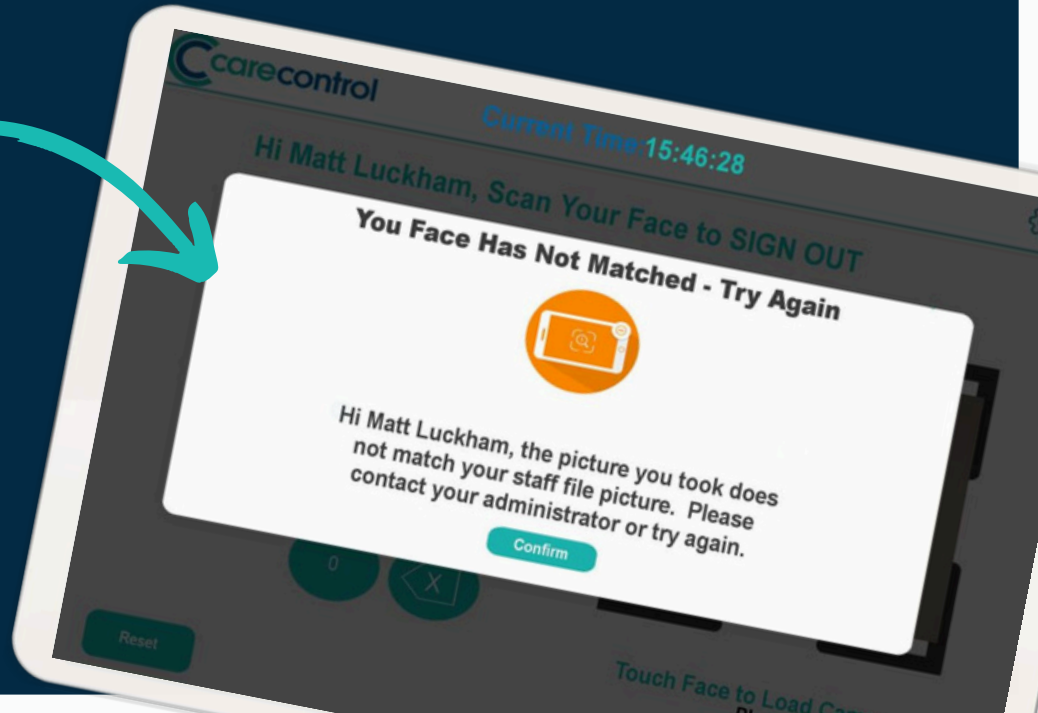 carecontrol
Current Time:15:46:28
Hi Matt Luckham, Scan Your Face to SIGN OUT
You Face Has Not Matched - Try Again
Hi Matt Luckham, the picture you took does
not match your staff file picture. Please
contact your administrator or try again.
Confirm
0
X
Reset
Touch Face to Load